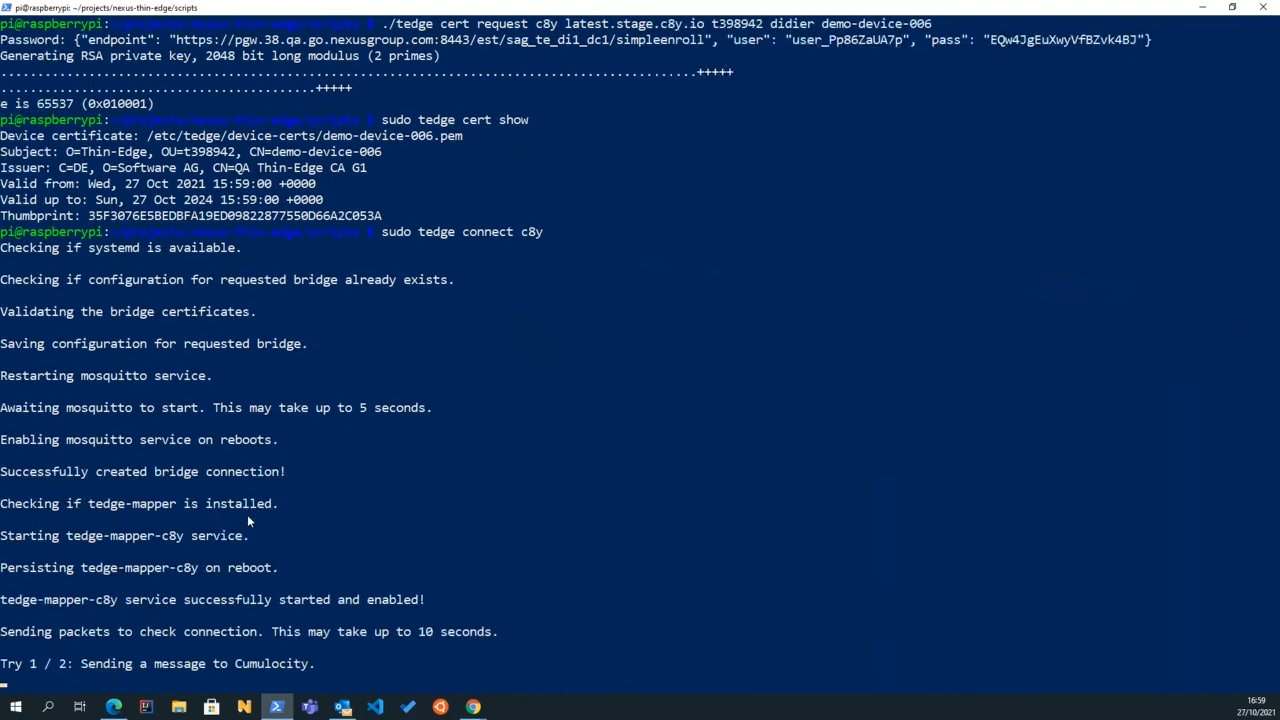 pi@raspberrypi: ~/projects/nexus-thin-edge/scripts
pi@raspberrypi:~/projects/nexus-thin-edge/scripts $ ./tedge cert request c8y latest.stage.c8y.io t398942 didier demo-device-006
Password: {"endpoint": "https://pgw.38.qa.go.nexusgroup.com:8443/est/sag_te_di1_dc1/simpleenroll", "user": "user_Pp86ZaUA7p", "pass": "EQw4JgEuXwyVfBZvk4BJ"}
Generating RSA private key, 2048 bit long modulus (2 primes)
...............................................................................................+++++
...........................................+++++
e is 65537 (0x010001)
pi@raspberrypi:~/projects/nexus-thin-edge/scripts $ sudo tedge cert show
Device certificate: /etc/tedge/device-certs/demo-device-006.pem
Subject: O=Thin-Edge, OU=t398942, CN=demo-device-006
Issuer: C=DE, O=Software AG, CN=QA Thin-Edge CA G1
Valid from: Wed, 27 Oct 2021 15:59:00 +0000
Valid up to: Sun, 27 Oct 2024 15:59:00 +0000
Thumbprint: 35F3076E5BEDBFA19ED09822877550D66A2C053A
pi@raspberrypi:~/projects/nexus-thin-edge/scripts $ sudo tedge connect c8y
Checking if systemd is available.
Checking if configuration for requested bridge already exists.
Validating the bridge certificates.
Saving configuration for requested bridge.
Restarting mosquitto service.
Awaiting mosquitto to start. This may take up to 5 seconds.
Enabling mosquitto service on reboots.
Successfully created bridge connection!
Checking if tedge-mapper is installed.
Starting tedge-mapper-c8y service.
Persisting tedge-mapper-c8y on reboot.
tedge-mapper-c8y service successfully started and enabled!
Sending packets to check connection. This may take up to 10 seconds.
Try 1 / 2: Sending a message to Cumulocity.
16:59
27/10/2021